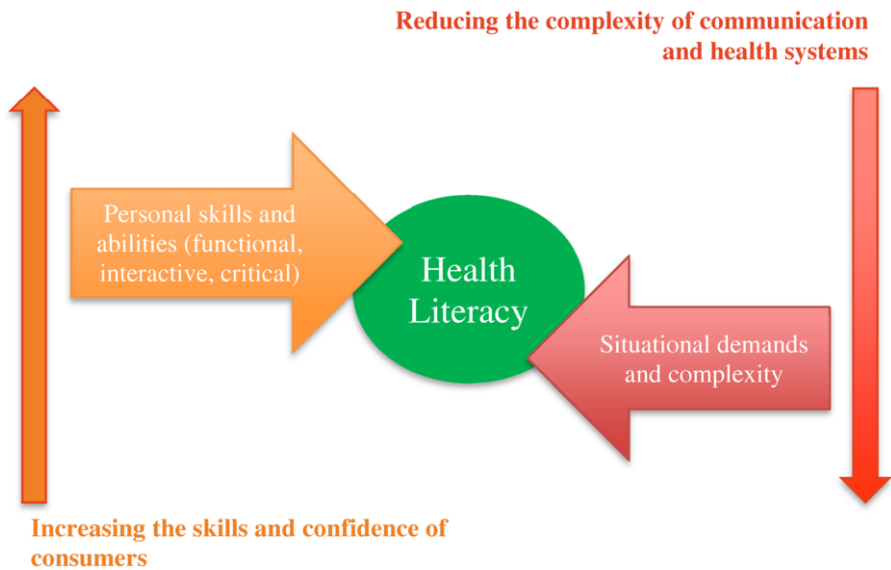 Reducing the complexity of communication
and health systems
Personal skills and
abilities (functional,
interactive, critical)
Health
Literacy
Situational demands
and complexity
Increasing the skills and confidence of
consumers